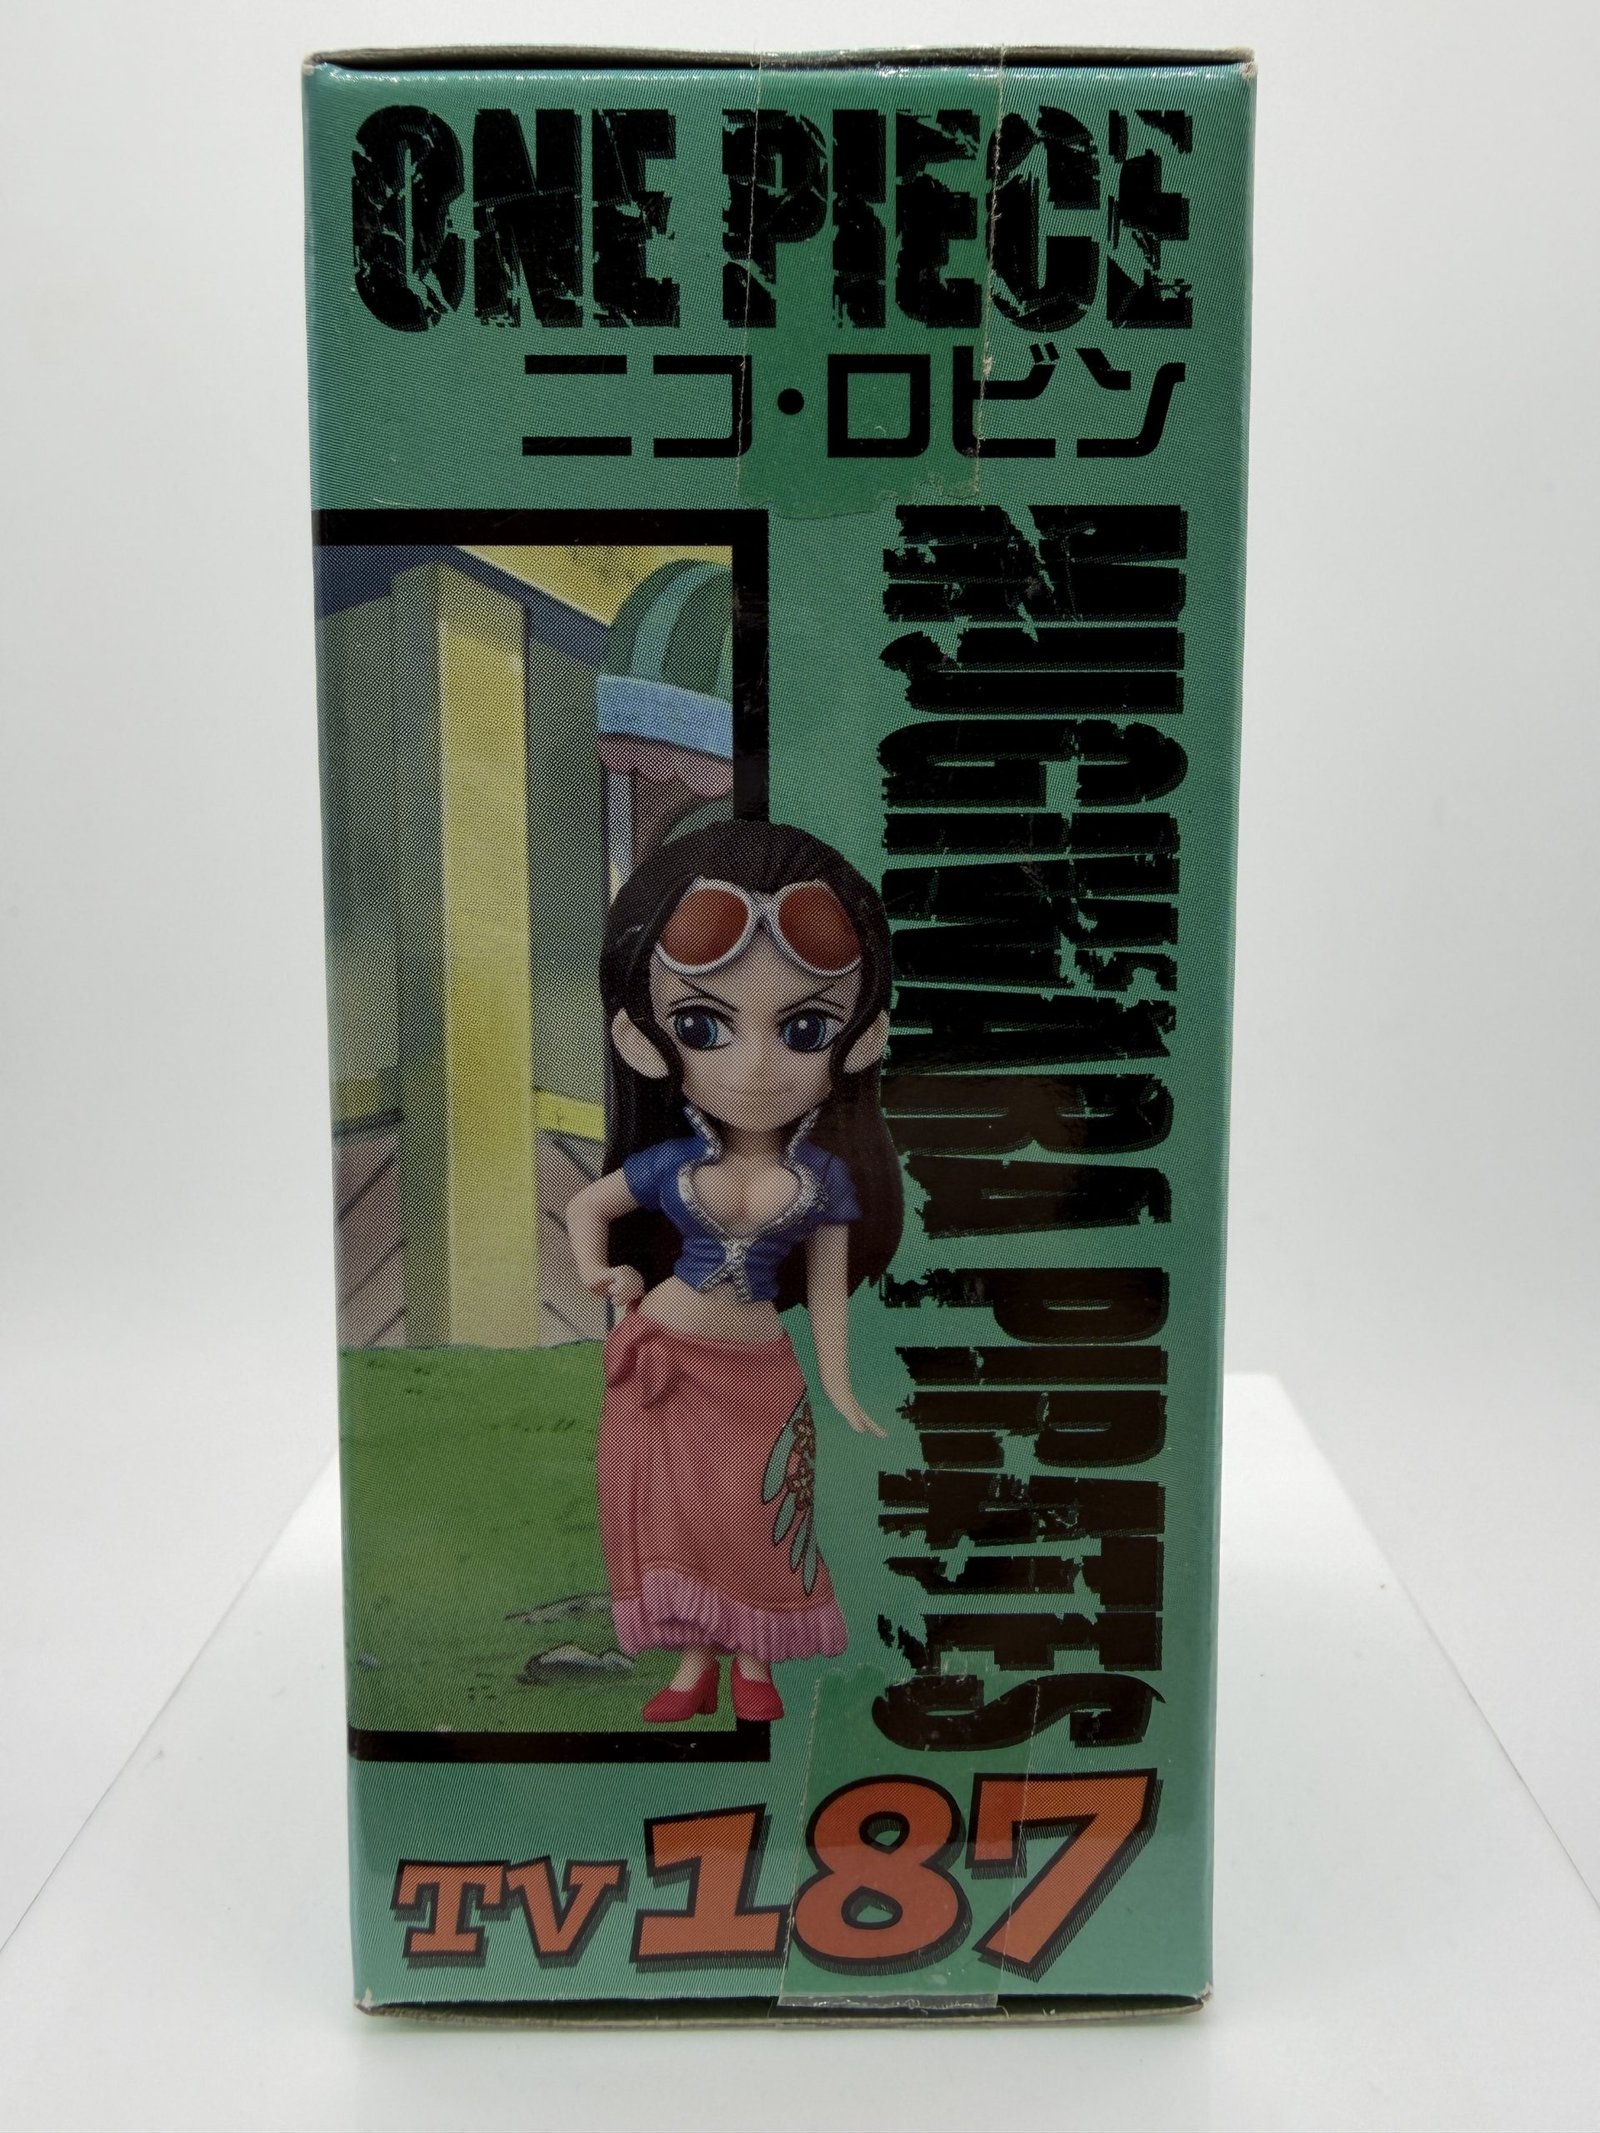 ONE PIECE
ニコ・ロビン
MUGIWARA PIRATES
TV187